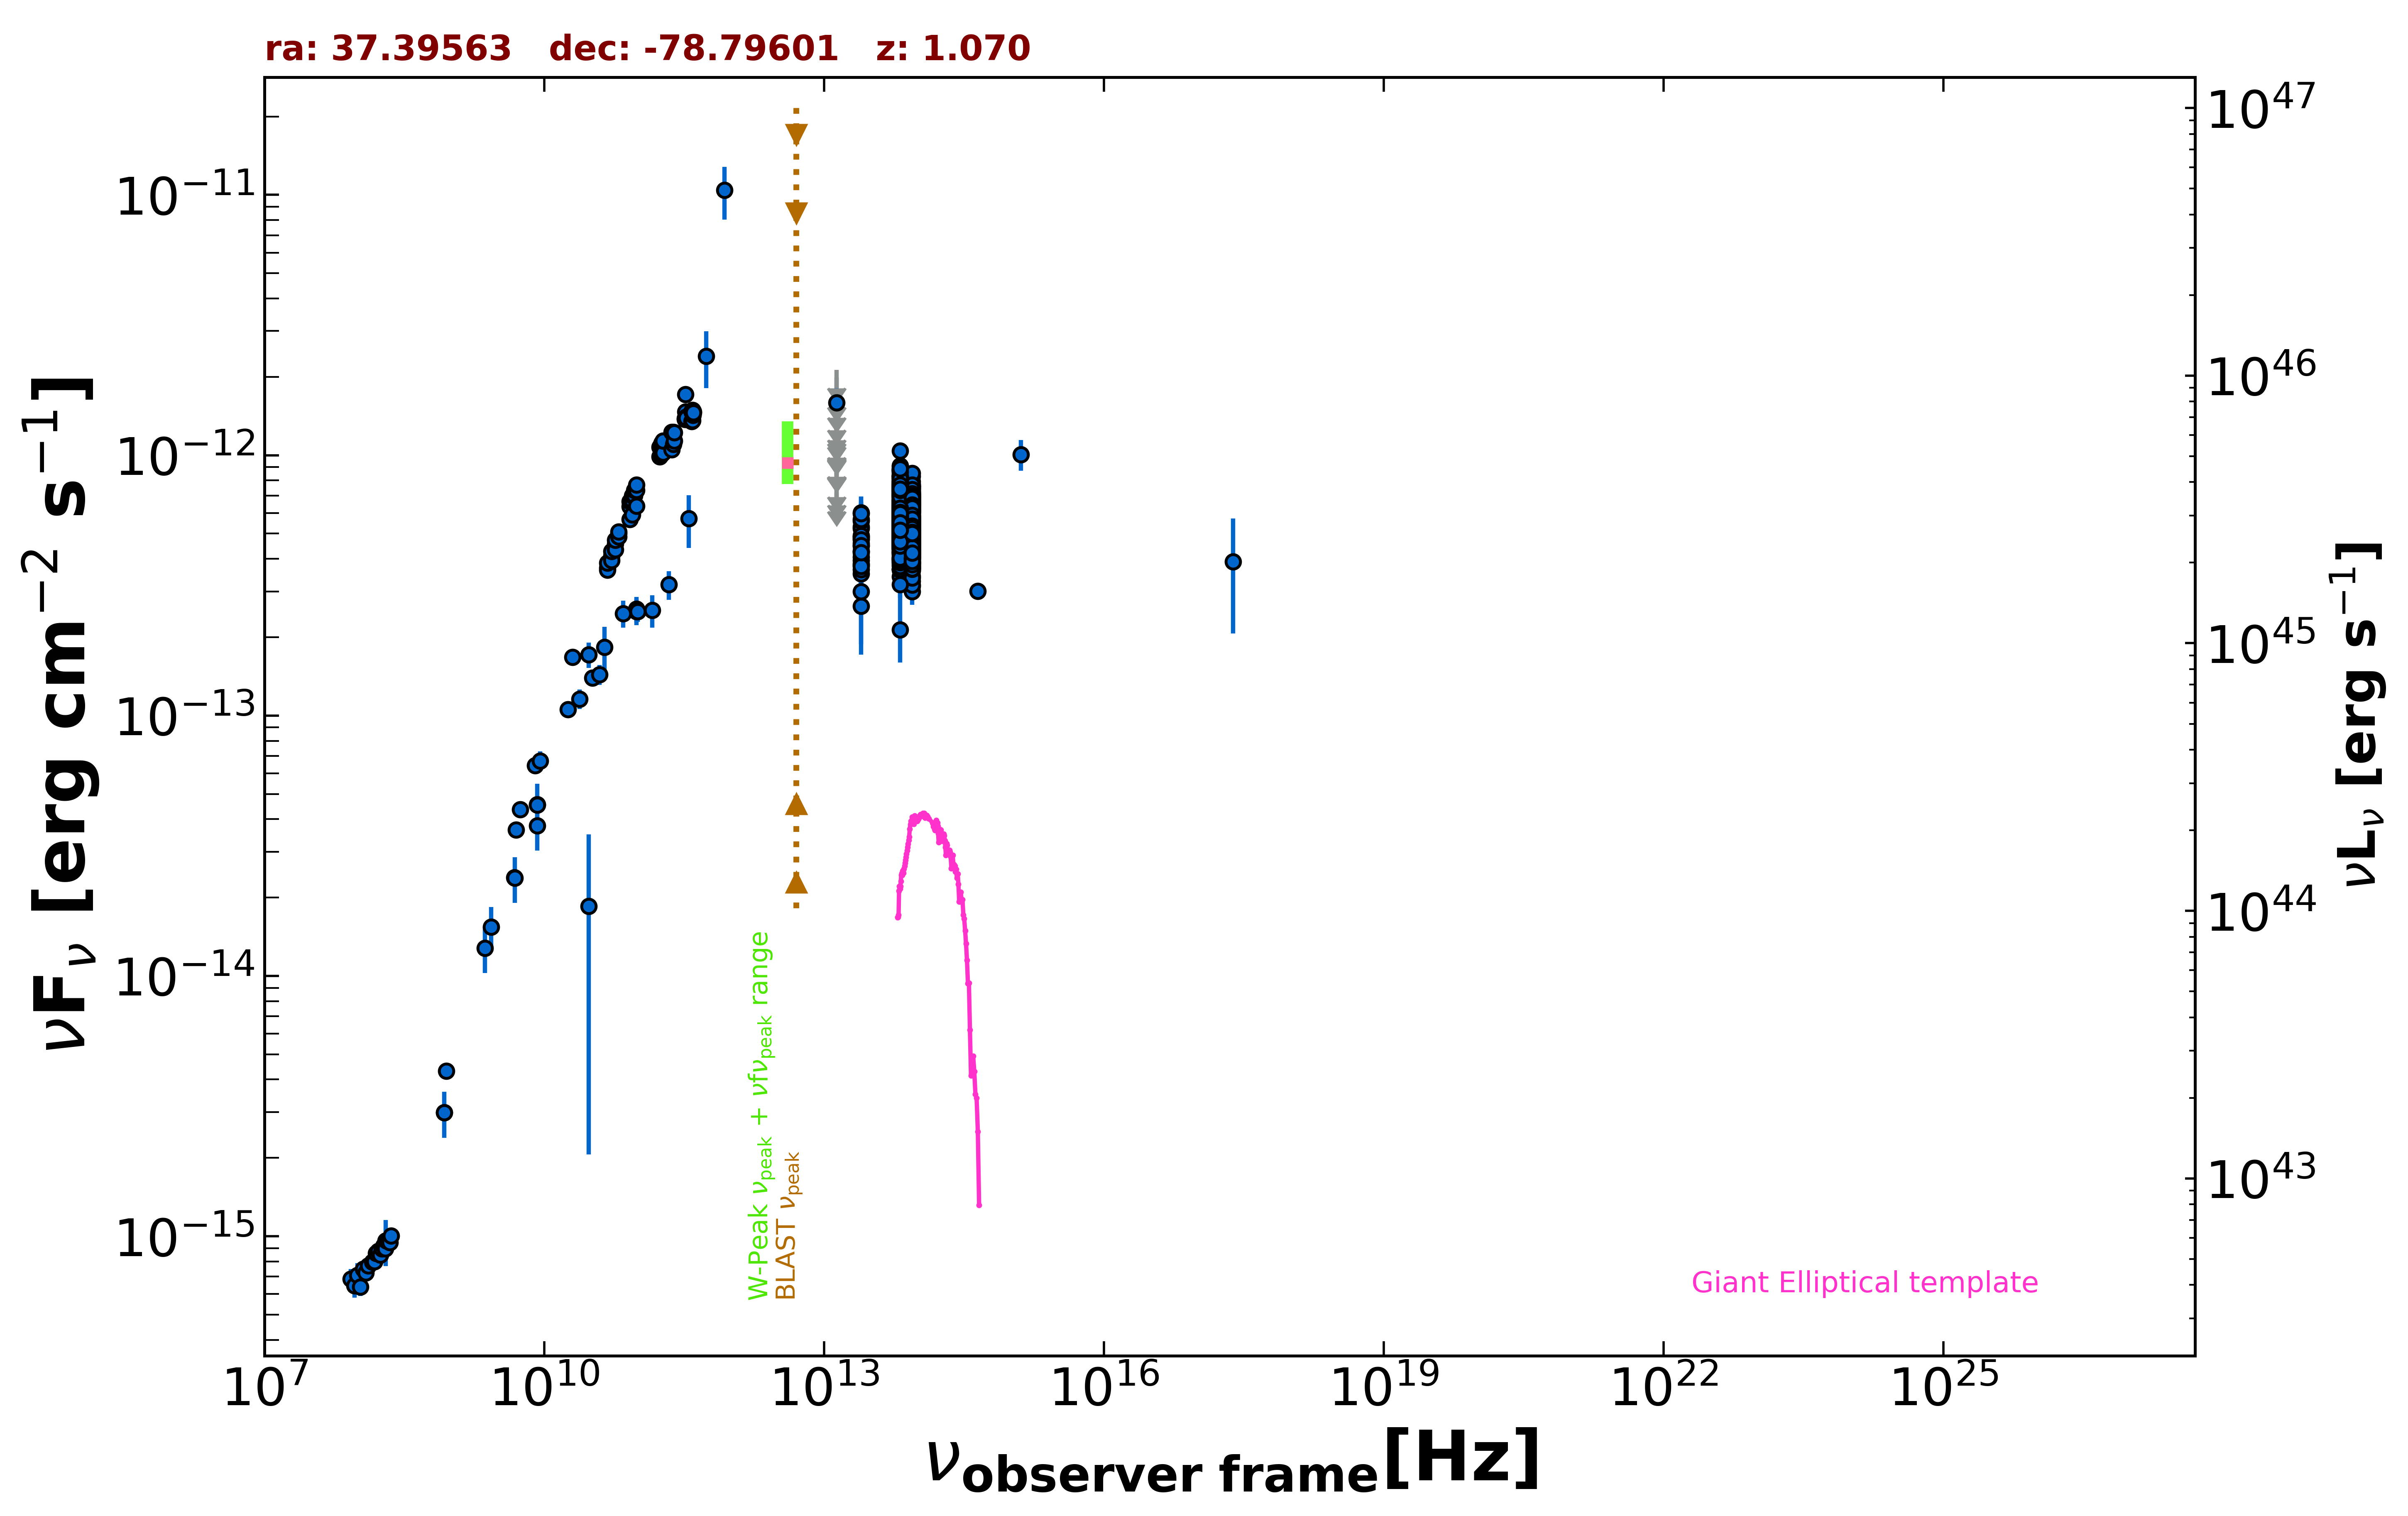 ra: 37.39563 dec: -78.79601 z: 1.070
νF_ν [erg cm⁻² s⁻¹]
10⁻¹¹
10⁻¹²
10⁻¹³
10⁻¹⁴
10⁻¹⁵
W-Peak ν_peak + νfν_peak range
BLAST ν_peak
Giant Elliptical template
10⁴⁷
10⁴⁶
10⁴⁵
10⁴⁴
10⁴³
νL_ν [erg s⁻¹]
10⁷ 10¹⁰ 10¹³ 10¹⁶ 10¹⁹ 10²² 10²⁵
ν_observer frame [Hz]